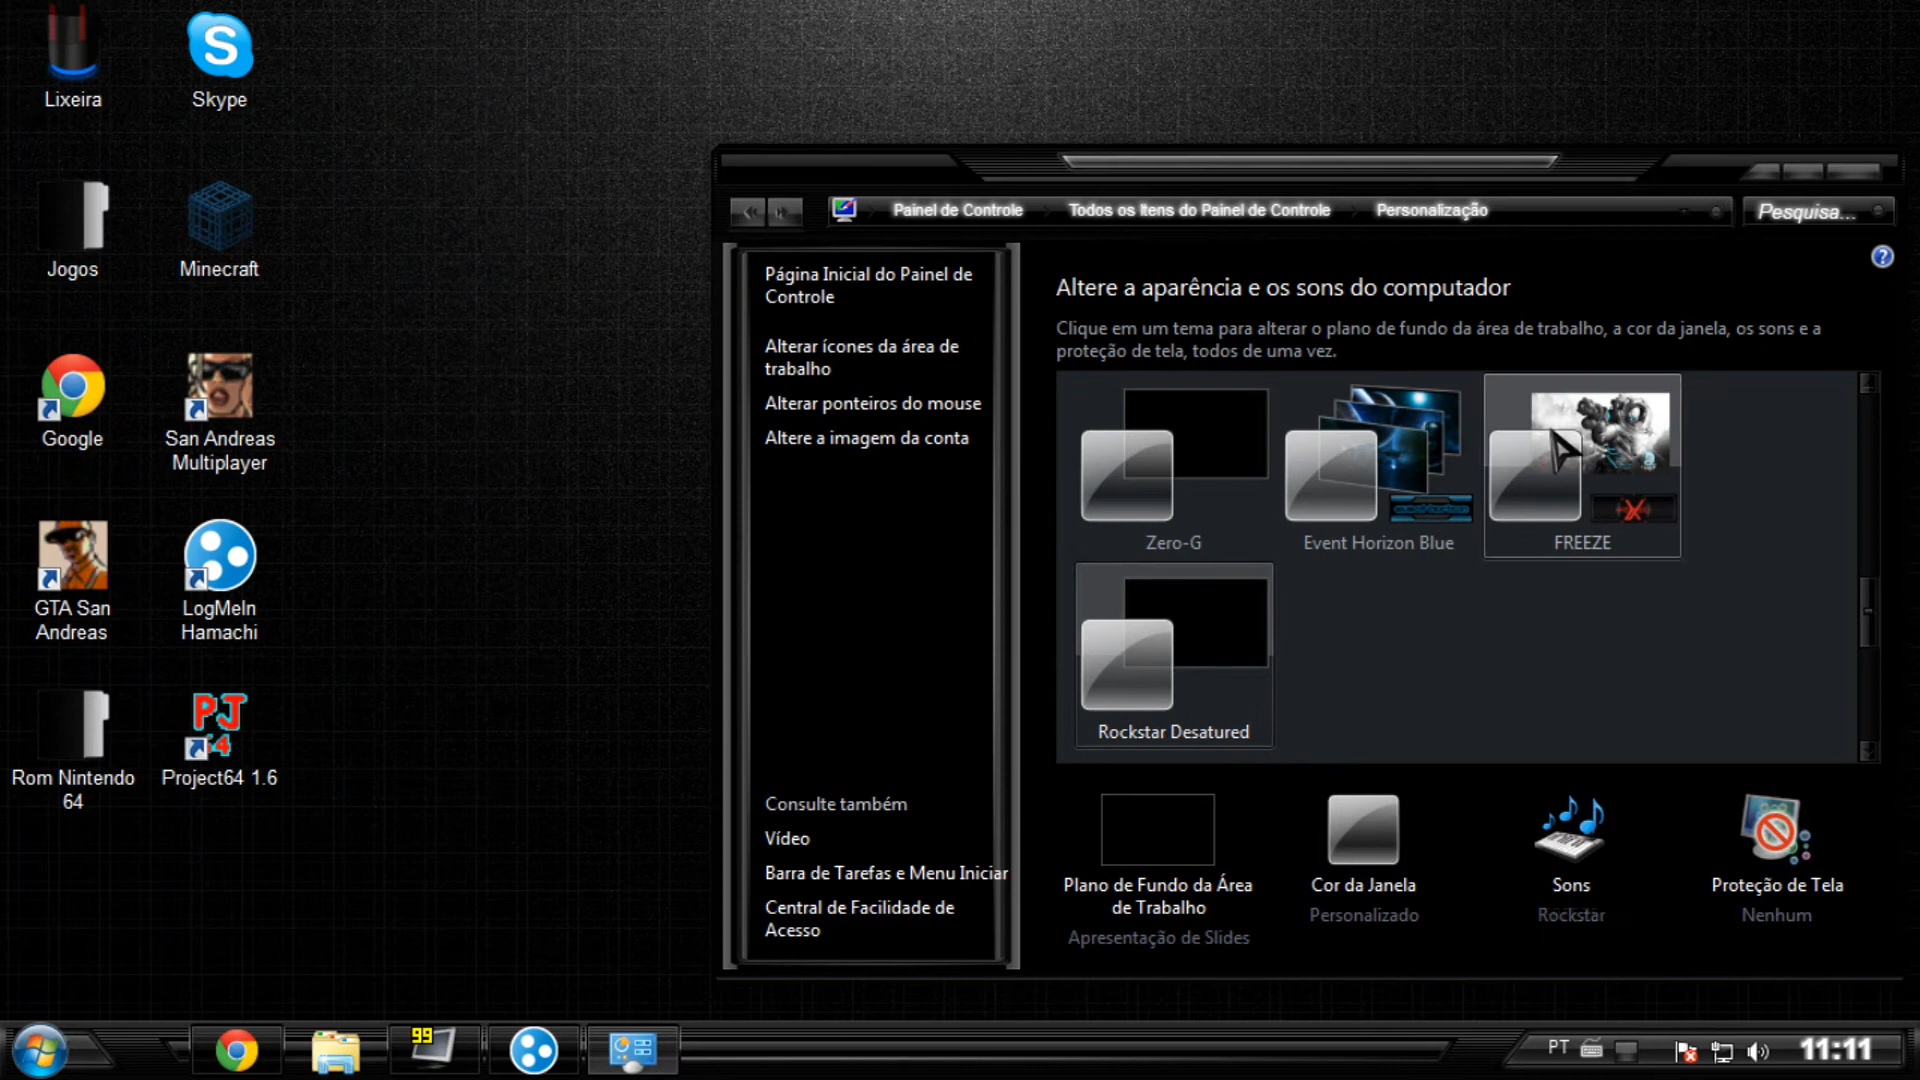 Lixeira
Skype
Jogos
Minecraft
Google
San Andreas
Multiplayer
GTA San
Andreas
LogMeIn
Hamachi
Rom Nintendo
64
PJ
64
Project64 1.6
Painel de Controle
Todos os Itens do Painel de Controle
Personalização
Pesquisa...
Página Inicial do Painel de
Controle
Alterar ícones da área de
trabalho
Alterar ponteiros do mouse
Altere a imagem da conta
Consulte também
Vídeo
Barra de Tarefas e Menu Iniciar
Central de Facilidade de
Acesso
Altere a aparência e os sons do computador
Clique em um tema para alterar o plano de fundo da área de trabalho, a cor da janela, os sons e a
proteção de tela, todos de uma vez.
Zero-G
Event Horizon Blue
FREEZE
Rockstar Desatured
Plano de Fundo da Área
de Trabalho
Apresentação de Slides
Cor da Janela
Personalizado
Sons
Rockstar
Proteção de Tela
Nenhum
99
PT
11:11